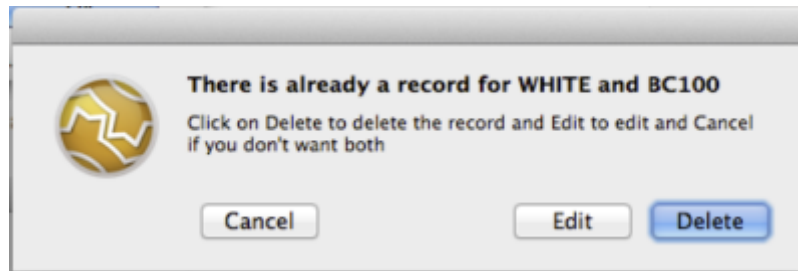 There is already a record for WHITE and BC100
Click on Delete to delete the record and Edit to edit and Cancel
if you don't want both
Cancel Edit Delete